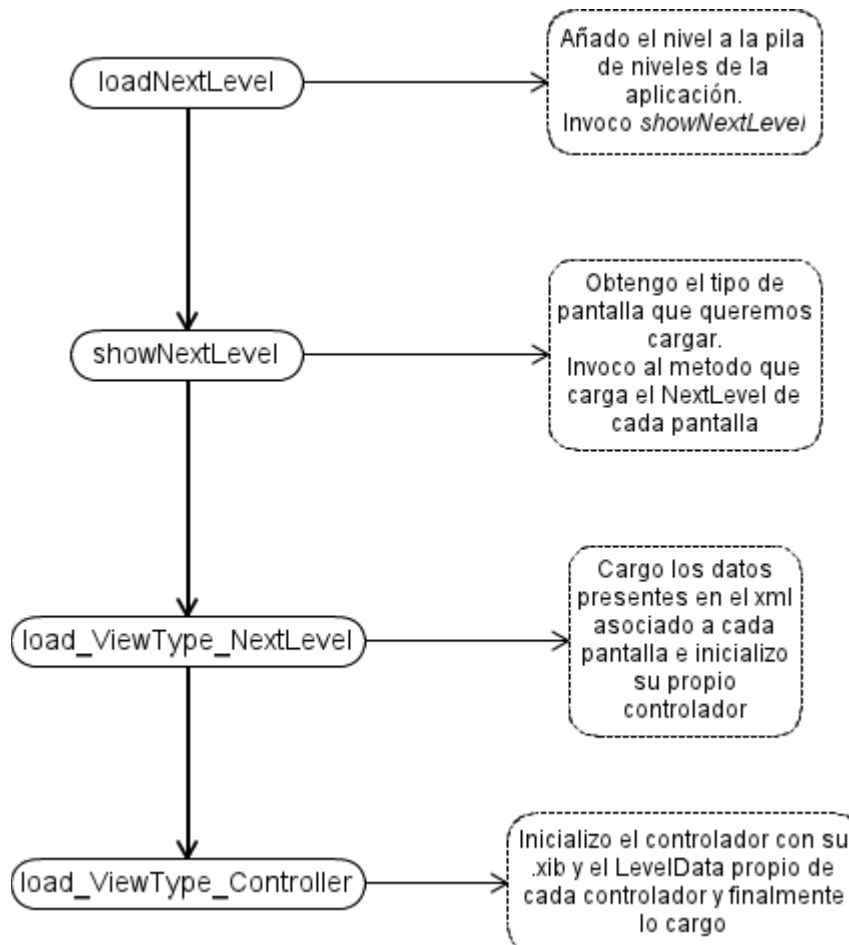 loadNextLevel
Añado el nivel a la pila
de niveles de la
aplicación.
Invoco showNextLevel
showNextLevel
Obtengo el tipo de
pantalla que queremos
cargar.
Invoco al metodo que
carga el NextLevel de
cada pantalla
load_ViewType_NextLevel
Cargo los datos
presentes en el xml
asociado a cada
pantalla e inicializo
su propio
controlador
load_ViewType_Controller
Inicializo el controlador con su
.xib y el LevelData propio de
cada controlador y finalmente
lo cargo